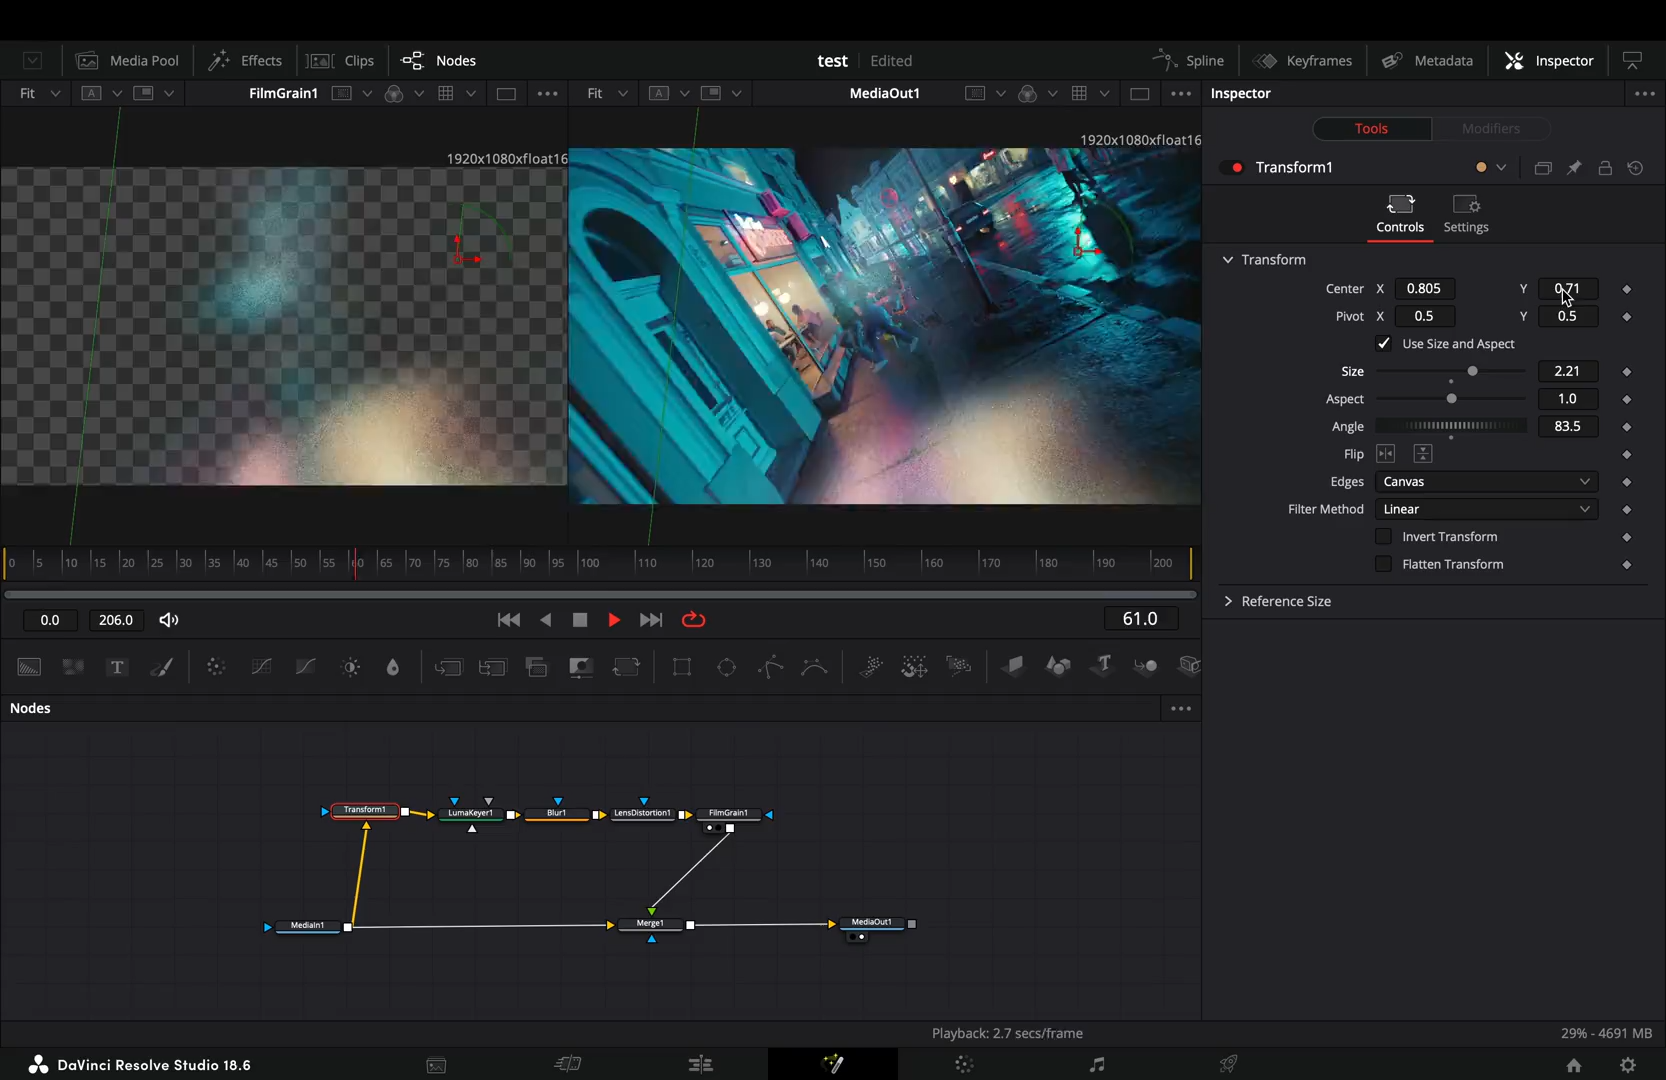 Media Pool
Effects
Clips
Nodes
test
Edited
Spline
Keyframes
Metadata
Inspector
Fit
A
FilmGrain1
Fit
A
MediaOut1
Inspector
1920x1080xfloat16
1920x1080xfloat16
Tools
Modifiers
Transform1
Controls
Settings
Transform
Center X 0.805 Y 0.71
Pivot X 0.5 Y 0.5
Use Size and Aspect
Size 2.21
Aspect 1.0
Angle 83.5
Flip
Edges Canvas
Filter Method Linear
Invert Transform
Flatten Transform
Reference Size
0 5 10 15 20 25 30 35 40 45 50 55 60 65 70 75 80 85 90 95 100 110 120 130 140 150 160 170 180 190 200
0.0
206.0
61.0
T
T
Nodes
Transform1
LumaKeyer1
Blur1
LensDistortion1
FilmGrain1
MediaIn1
Merge1
MediaOut1
Playback: 2.7 secs/frame
29% - 4691 MB
DaVinci Resolve Studio 18.6